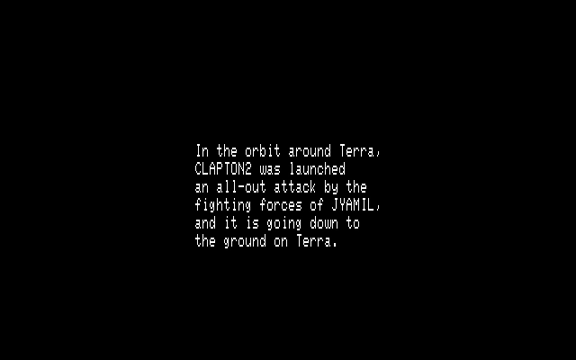 In the orbit around Terra,
CLAPTON2 was launched
an all-out attack by the
fighting forces of JYAMIL,
and it is going down to
the ground on Terra.